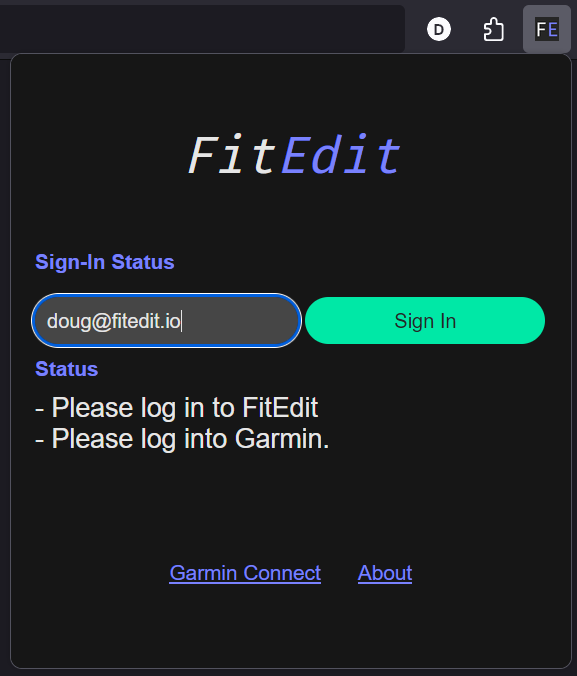 D
FE
FitEdit
Sign-In Status
doug@fitedit.io Sign In
Status
- Please log in to FitEdit
- Please log into Garmin.
Garmin Connect About